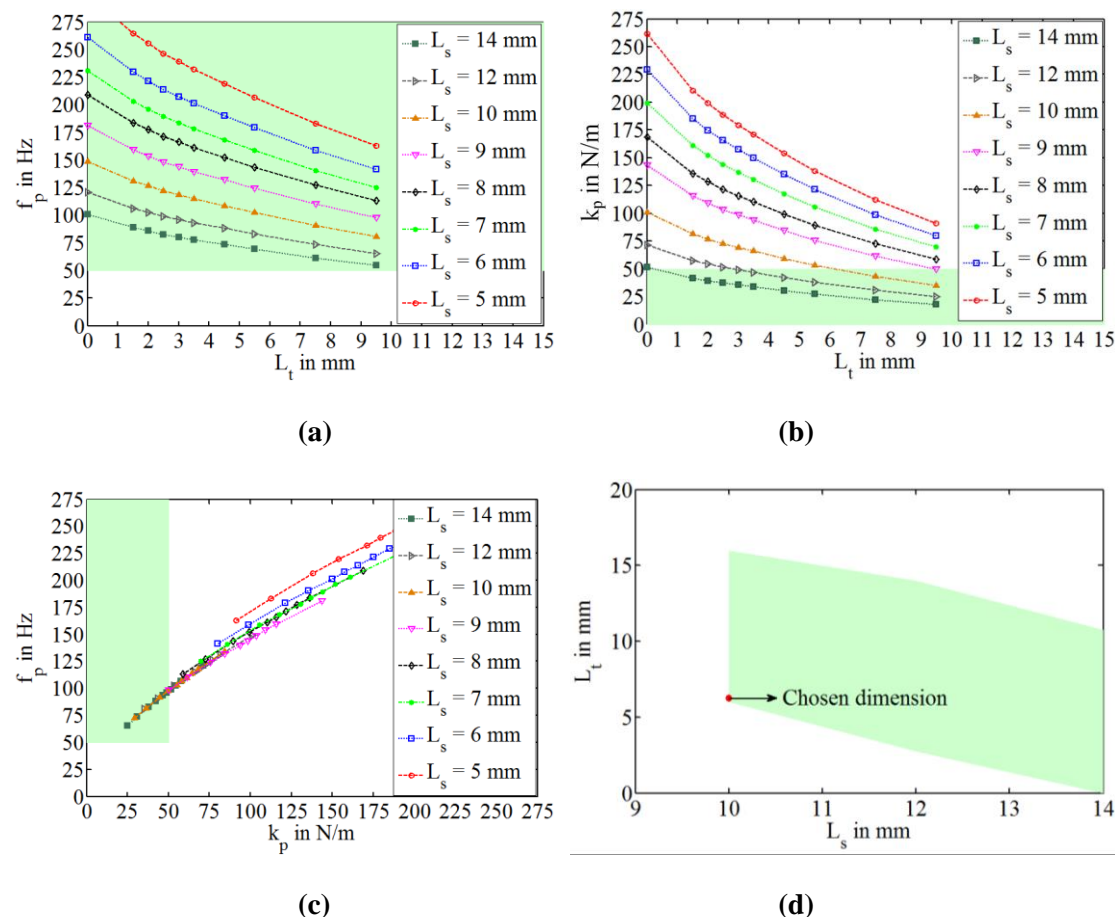 275
250
225
200
175
150
125
100
75
50
25
0
f_p in Hz
0 1 2 3 4 5 6 7 8 9 10 11 12 13 14 15
L_t in mm
L_s = 14 mm
L_s = 12 mm
L_s = 10 mm
L_s = 9 mm
L_s = 8 mm
L_s = 7 mm
L_s = 6 mm
L_s = 5 mm
(a)
275
250
225
200
175
150
125
100
75
50
25
0
k_p in N/m
0 1 2 3 4 5 6 7 8 9 10 11 12 13 14 15
L_t in mm
L_s = 14 mm
L_s = 12 mm
L_s = 10 mm
L_s = 9 mm
L_s = 8 mm
L_s = 7 mm
L_s = 6 mm
L_s = 5 mm
(b)
275
250
225
200
175
150
125
100
75
50
25
0
f_p in Hz
0 25 50 75 100 125 150 175 200 225 250 275
k_p in N/m
L_s = 14 mm
L_s = 12 mm
L_s = 10 mm
L_s = 9 mm
L_s = 8 mm
L_s = 7 mm
L_s = 6 mm
L_s = 5 mm
(c)
20
15
10
5
0
L_t in mm
Chosen dimension
9 10 11 12 13 14
L_s in mm
(d)